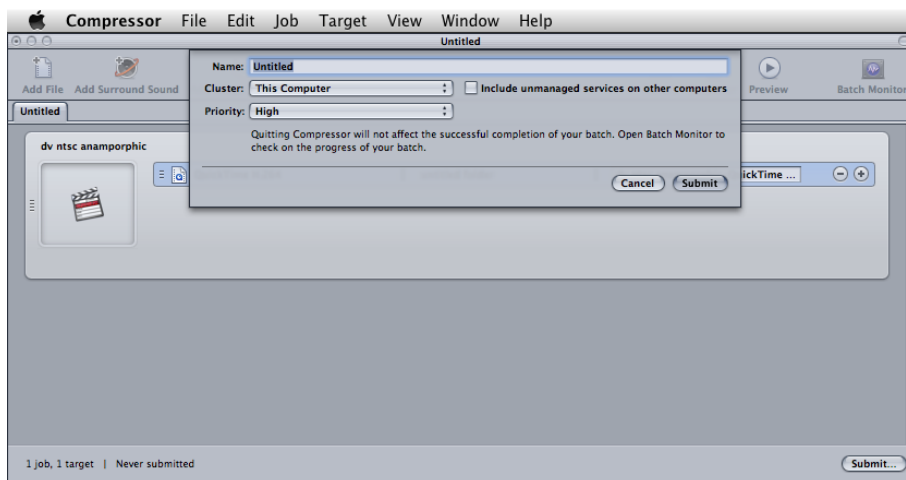 Compressor File Edit Job Target View Window Help
Untitled
Name: Untitled
Add File Add Surround Sound
Cluster: This Computer Include unmanaged services on other computers
Preview Batch Monitor
Untitled
Priority: High
Quitting Compressor will not affect the successful completion of your batch. Open Batch Monitor to
check on the progress of your batch.
dv ntsc anamorphic
ickTime ...
Cancel Submit
1 job, 1 target | Never submitted
Submit...